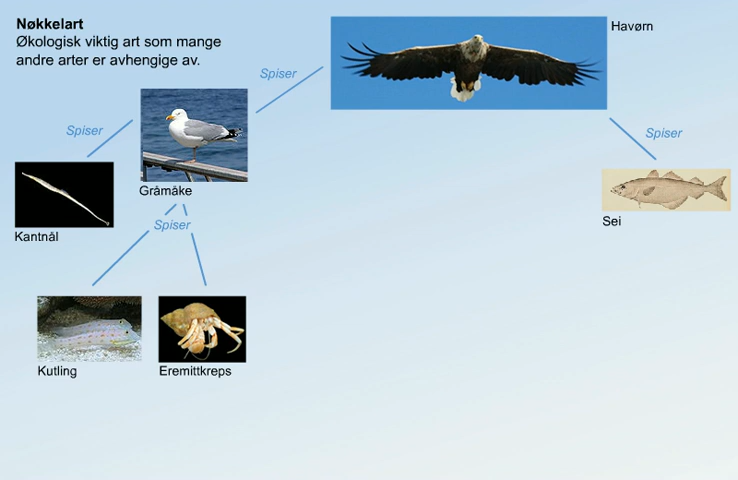 Nøkkelart
Økologisk viktig art som mange
andre arter er avhengige av.
Havørn
Spiser
Spiser
Spiser
Gråmåke
Kantnål
Sei
Spiser
Kutling
Eremittkreps